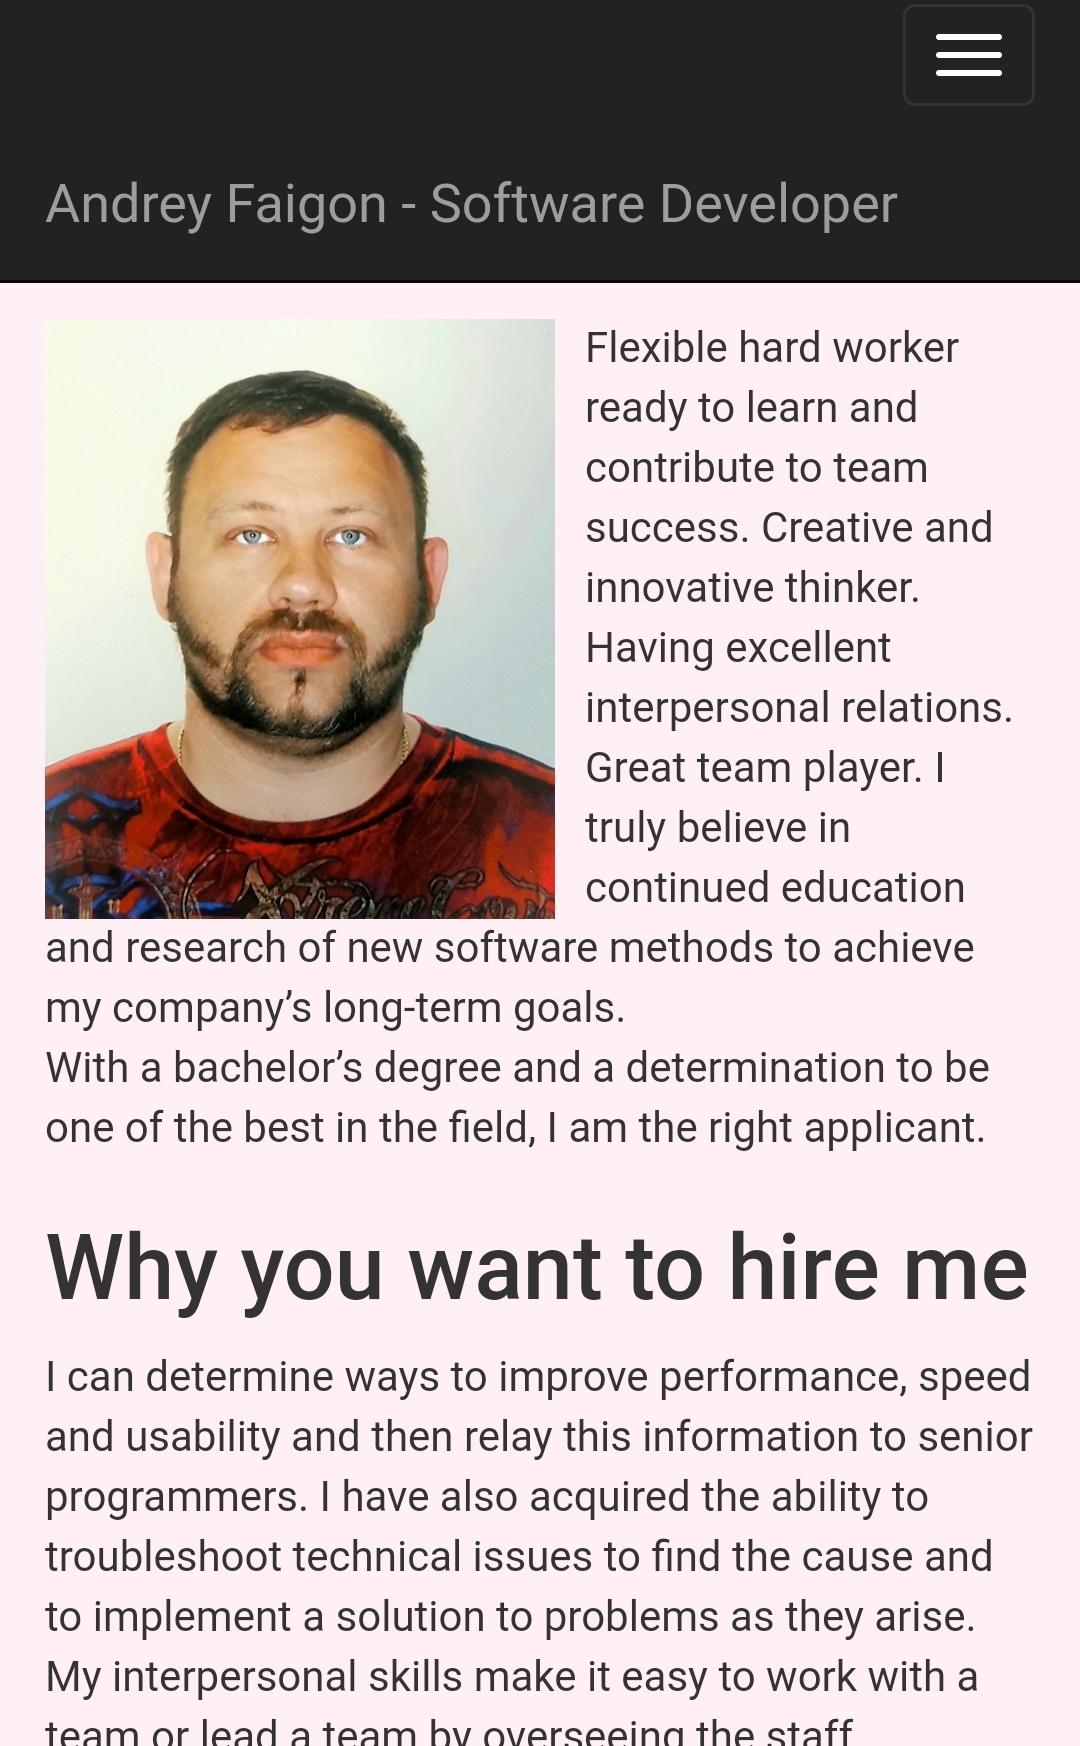 Andrey Faigon - Software Developer
Flexible hard worker
ready to learn and
contribute to team
success. Creative and
innovative thinker.
Having excellent
interpersonal relations.
Great team player. I
truly believe in
continued education
and research of new software methods to achieve
my company’s long-term goals.
With a bachelor’s degree and a determination to be
one of the best in the field, I am the right applicant.
Why you want to hire me
I can determine ways to improve performance, speed
and usability and then relay this information to senior
programmers. I have also acquired the ability to
troubleshoot technical issues to find the cause and
to implement a solution to problems as they arise.
My interpersonal skills make it easy to work with a
team or lead a team by overseeing the staff